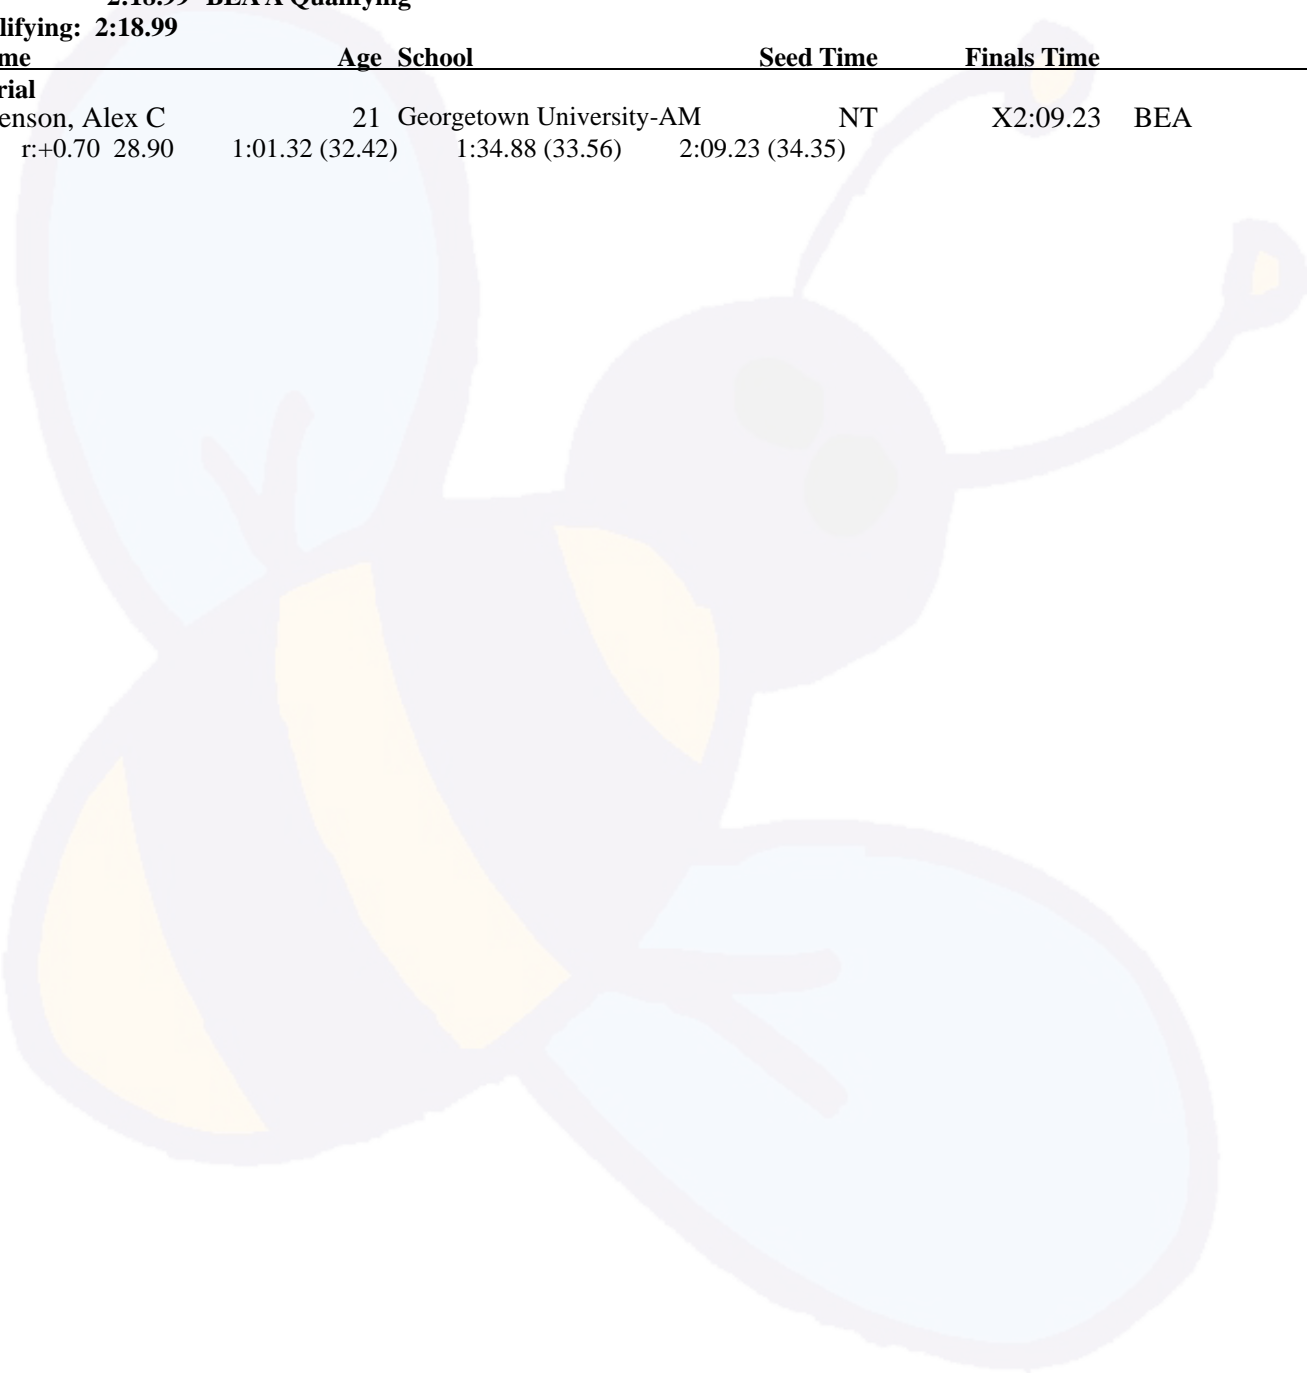 2:18.99 BEA A Qualifying
lifying: 2:18.99
me Age School Seed Time Finals Time
rial
enson, Alex C 21 Georgetown University-AM NT X2:09.23 BEA
r:+0.70 28.90 1:01.32 (32.42) 1:34.88 (33.56) 2:09.23 (34.35)